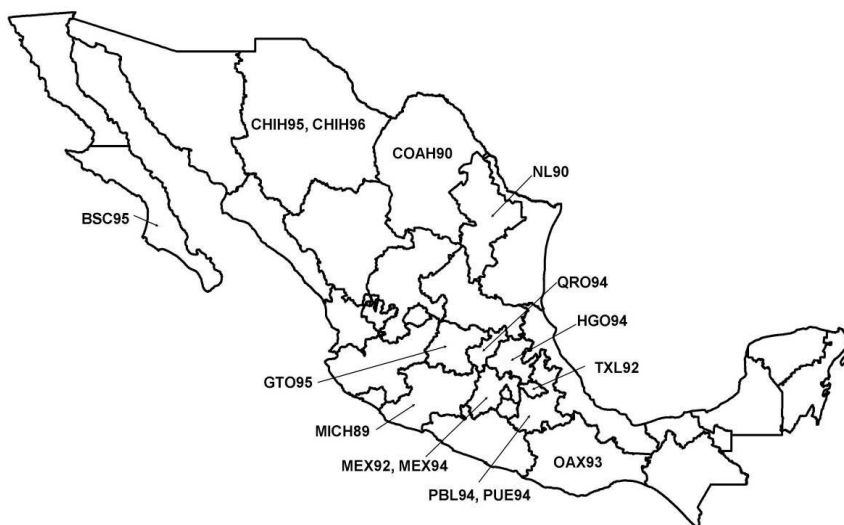 CHIH95, CHIH96
COAH90
NL90
BSC95
QRO94
HGO94
TXL92
GTO95
MICH89
MEX92, MEX94
OAX93
PBL94, PUE94